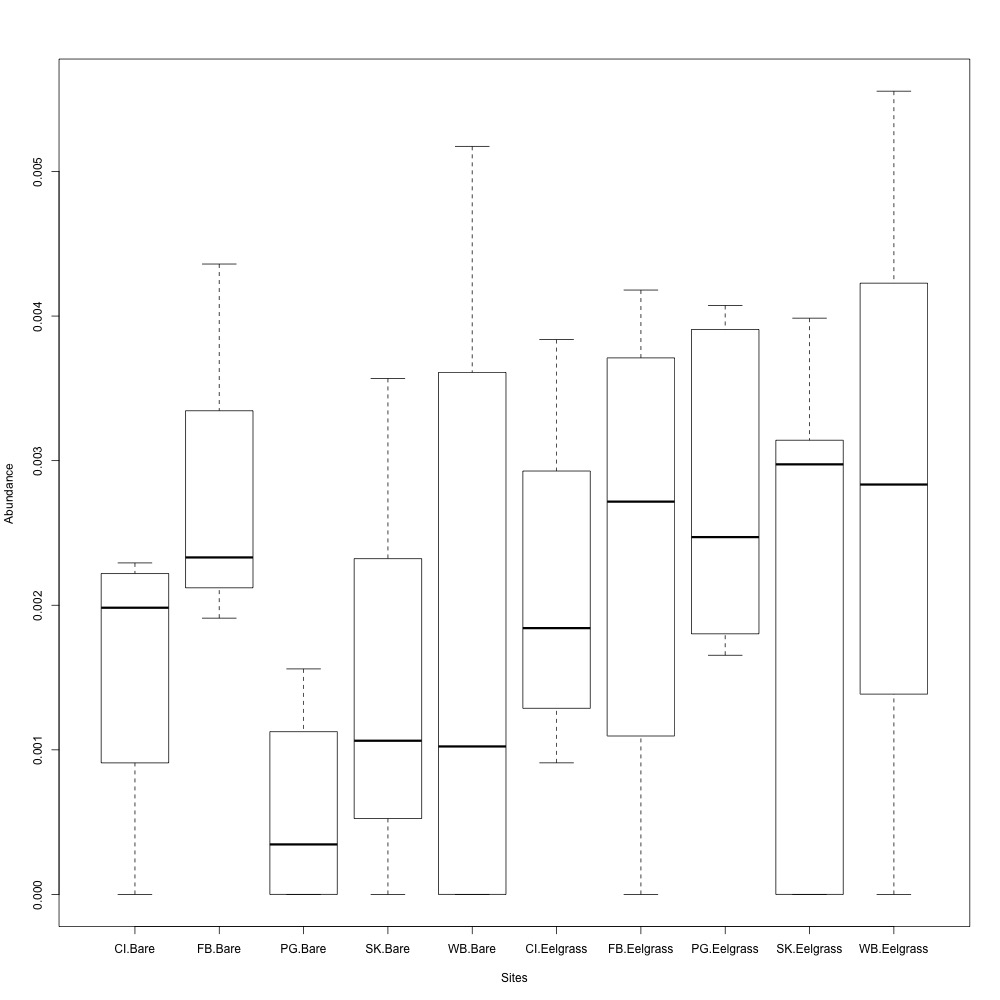 0.005
0.004
0.003
0.002
0.001
0.000
Abundance
CI.Bare FB.Bare PG.Bare SK.Bare WB.Bare CI.Eelgrass FB.Eelgrass PG.Eelgrass SK.Eelgrass WB.Eelgrass
Sites